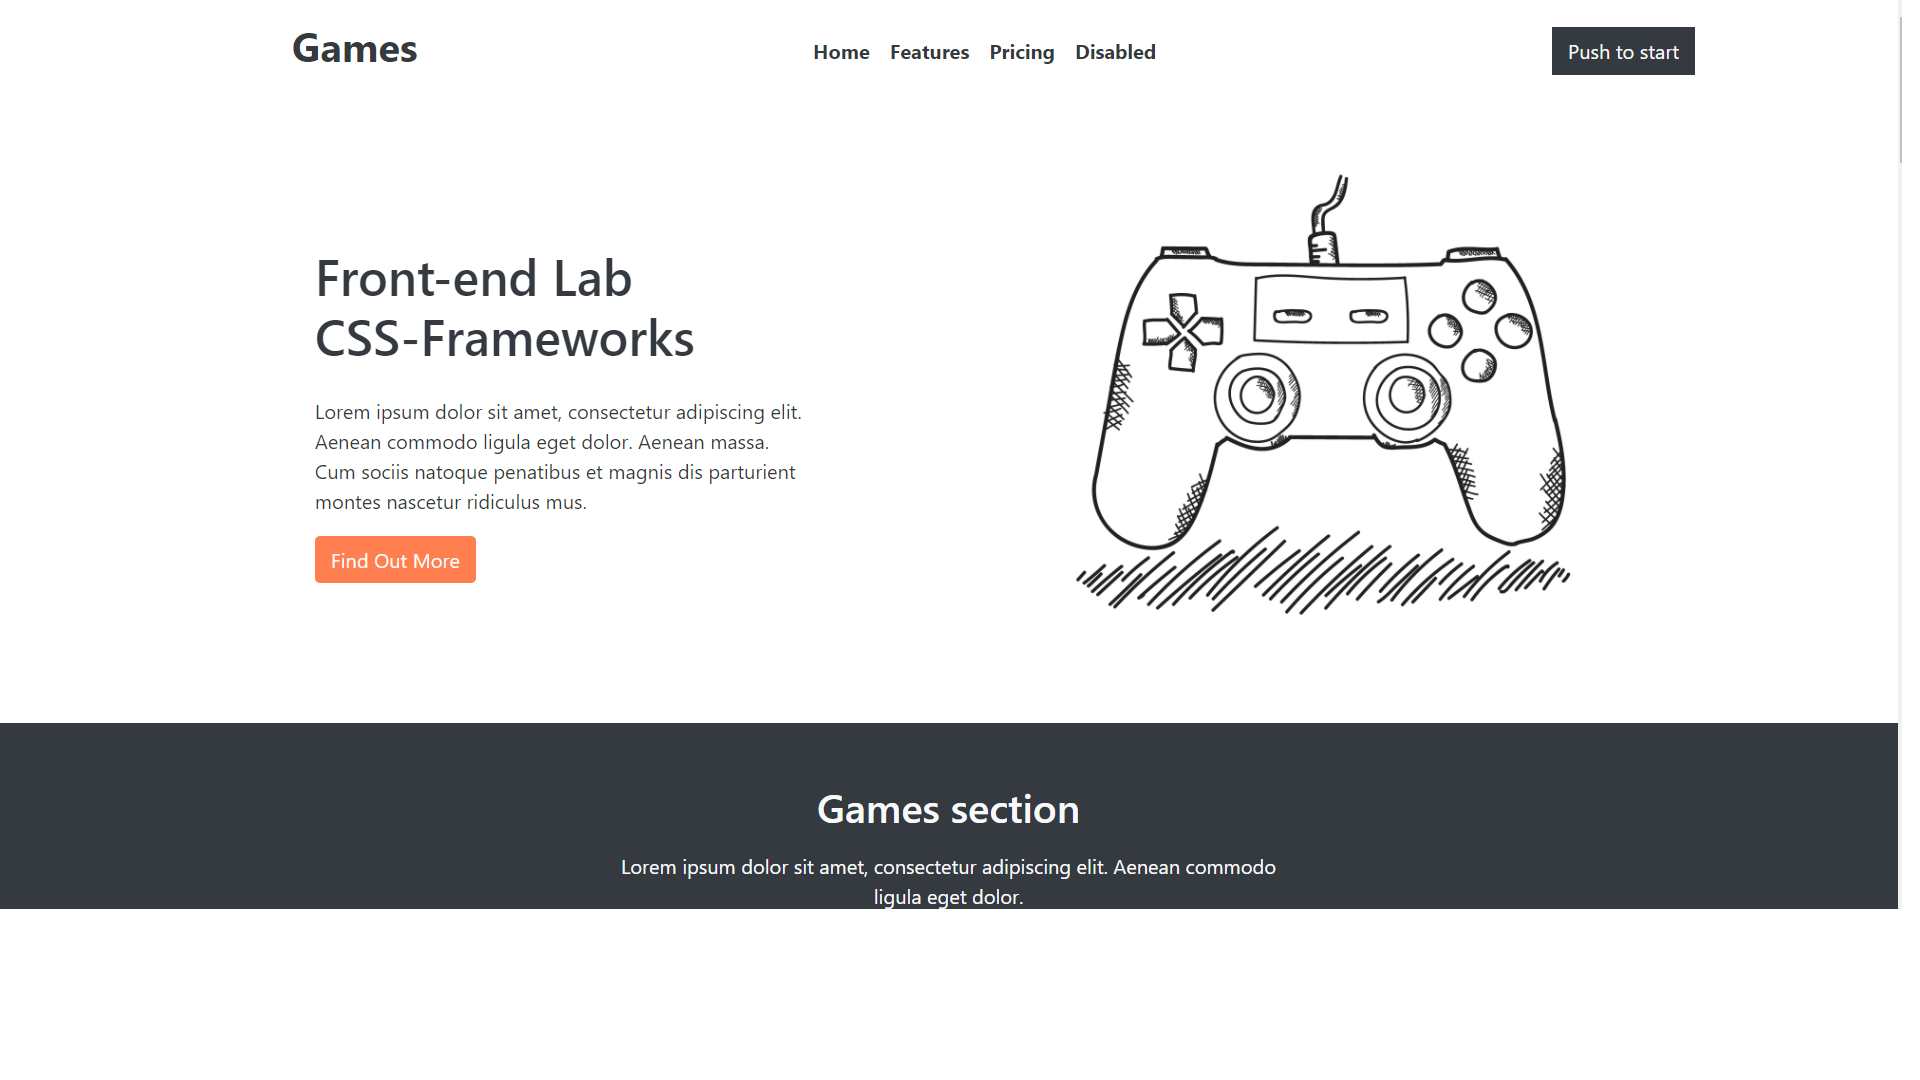 Games
Home
Features
Pricing
Disabled
Push to start
Front-end Lab
CSS-Frameworks
Lorem ipsum dolor sit amet, consectetur adipiscing elit.
Aenean commodo ligula eget dolor. Aenean massa.
Cum sociis natoque penatibus et magnis dis parturient
montes nascetur ridiculus mus.
Find Out More
Games section
Lorem ipsum dolor sit amet, consectetur adipiscing elit. Aenean commodo
ligula eget dolor.